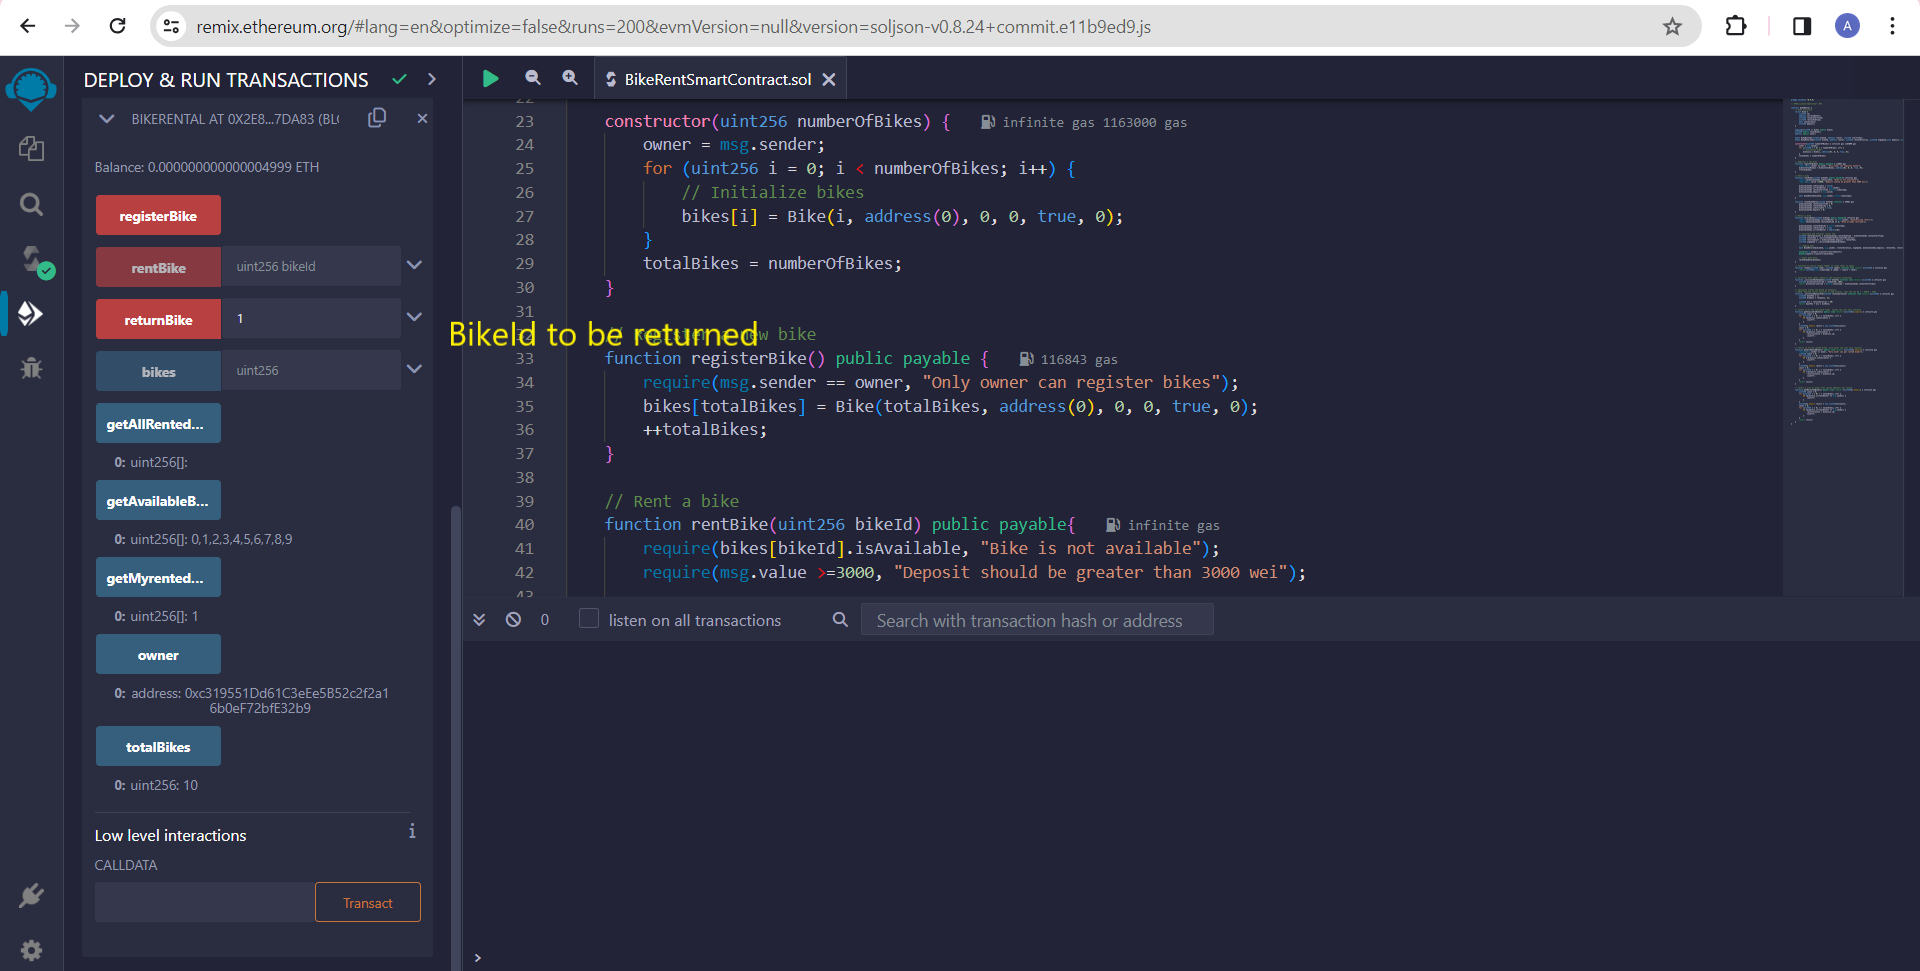 remix.ethereum.org/#lang=en&optimize=false&runs=200&evmVersion=null&version=soljson-v0.8.24+commit.e11b9ed9.js
A
DEPLOY & RUN TRANSACTIONS
BIKERENTAL AT 0X2E8...7DA83 (BLO
Balance: 0.000000000000004999 ETH
registerBike
rentBike uint256 bikeId
returnBike 1
bikes uint256
getAllRented...
0: uint256[]:
getAvailableB...
0: uint256[]: 0,1,2,3,4,5,6,7,8,9
getMyrented...
0: uint256[]: 1
owner
0: address: 0xc319551Dd61C3eEe5B52c2f2a1
6b0eF72bfE32b9
totalBikes
0: uint256: 10
Low level interactions
i
CALLDATA
Transact
BikeRentSmartContract.sol
22
23 constructor(uint256 numberOfBikes) { infinite gas 1163000 gas
24 owner = msg.sender;
25 for (uint256 i = 0; i < numberOfBikes; i++) {
26 // Initialize bikes
27 bikes[i] = Bike(i, address(0), 0, 0, true, 0);
28 }
29 totalBikes = numberOfBikes;
30 }
31
BikeId to be returned
32 // Register a new bike
33 function registerBike() public payable { 116843 gas
34 require(msg.sender == owner, "Only owner can register bikes");
35 bikes[totalBikes] = Bike(totalBikes, address(0), 0, 0, true, 0);
36 ++totalBikes;
37 }
38
39 // Rent a bike
40 function rentBike(uint256 bikeId) public payable{ infinite gas
41 require(bikes[bikeId].isAvailable, "Bike is not available");
42 require(msg.value >=3000, "Deposit should be greater than 3000 wei");
43
0 listen on all transactions Search with transaction hash or address
>